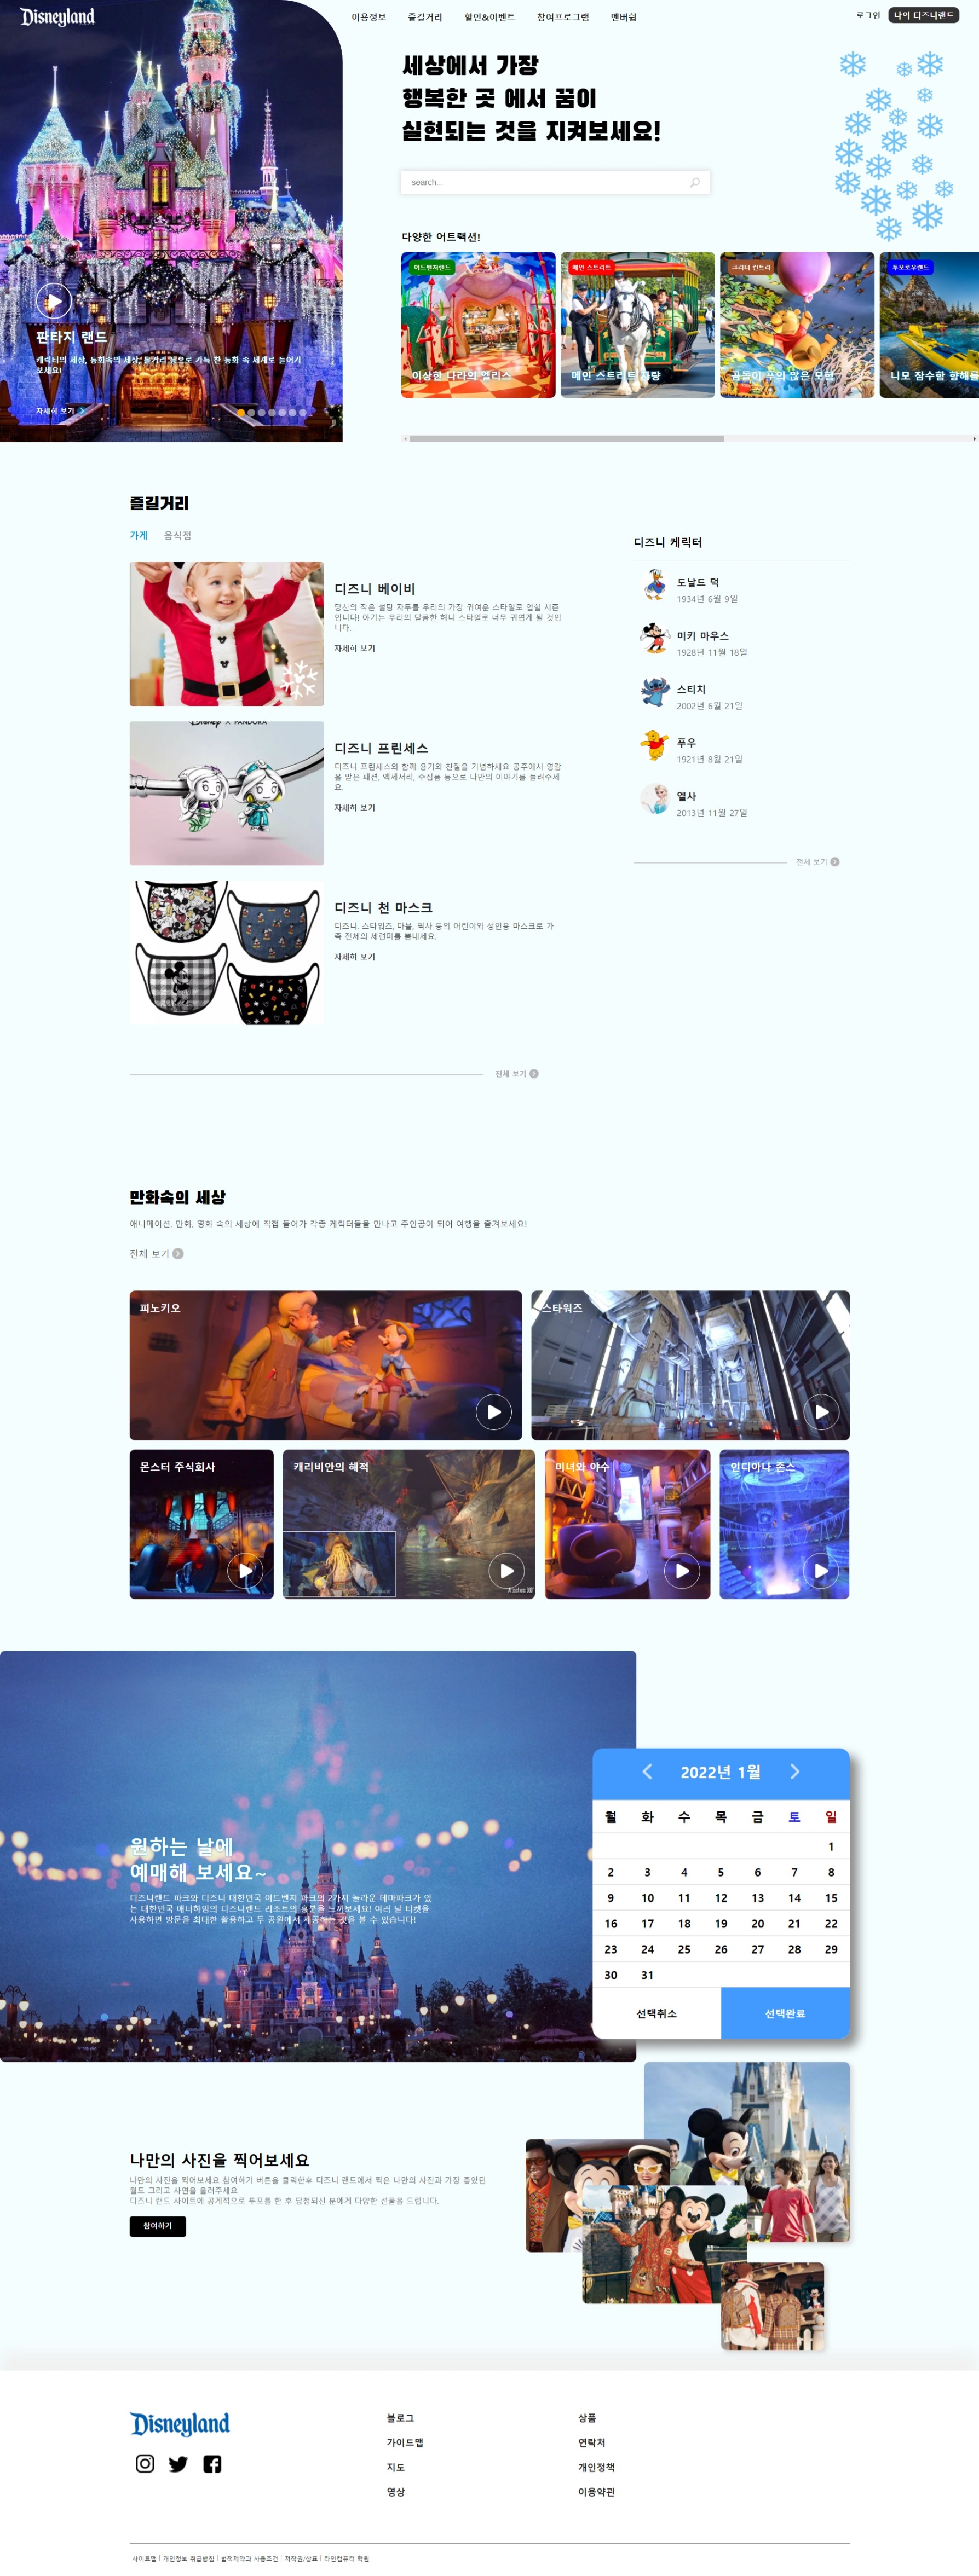 Disneyland
이용정보 즐길거리 할인&이벤트 참여프로그램 멤버쉽
로그인 나의 디즈니랜드
세상에서 가장
행복한 곳 에서 꿈이
실현되는 것을 지켜보세요!
search...
다양한 어트랙션!
어드벤처랜드
이상한 나라의 엘리스
메인 스트리트
메인 스트리트 차량
크리터 컨트리
곰돌이 푸의 많은 모험
투모로우랜드
니모 잠수함 항해를
판타지 랜드
캐릭터의 세상, 동화속의 세상, 볼거리 등으로 가득 찬 동화 속 세계로 들어가
보세요!
자세히 보기
즐길거리
가게 음식점
디즈니 베이비
당신의 작은 설탕 자두를 우리의 가장 귀여운 스타일로 입힐 시즌
입니다! 아기는 우리의 달콤한 허니 스타일로 너무 귀엽게 될 것입
니다.
자세히 보기
Disney X PANDORA
디즈니 프린세스
디즈니 프린세스와 함께 용기와 친절을 기념하세요 공주에서 영감
을 받은 패션, 액세서리, 수집품 등으로 나만의 이야기를 들려주세
요.
자세히 보기
디즈니 천 마스크
디즈니, 스타워즈, 마블, 픽사 등의 어린이와 성인용 마스크로 가
족 전체의 세련미를 뽐내세요.
자세히 보기
전체 보기
디즈니 케릭터
도날드 덕
1934년 6월 9일
미키 마우스
1928년 11월 18일
스티치
2002년 6월 21일
푸우
1921년 8월 21일
엘사
2013년 11월 27일
전체 보기
만화속의 세상
애니메이션, 만화, 영화 속의 세상에 직접 들어가 각종 케릭터들을 만나고 주인공이 되어 여행을 즐겨보세요!
전체 보기
피노키오
스타워즈
몬스터 주식회사
캐리비안의 해적
미녀와 야수
인디아나 존스
원하는 날에
예매해 보세요~
디즈니랜드 파크와 디즈니 대한민국 어드벤처 파크의 2가지 놀라운 테마파크가 있
는 대한민국 애너하임의 디즈니랜드 리조트의 흥분을 느껴보세요! 여러 날 티켓을
사용하면 방문을 최대한 활용하고 두 공원에서 제공하는 것을 볼 수 있습니다!
2022년 1월
월 화 수 목 금 토 일
1
2 3 4 5 6 7 8
9 10 11 12 13 14 15
16 17 18 19 20 21 22
23 24 25 26 27 28 29
30 31
선택취소 선택완료
나만의 사진을 찍어보세요
나만의 사진을 찍어보세요 참여하기 버튼을 클릭한후 디즈니 랜드에서 찍은 나만의 사진과 가장 좋았던
월드 그리고 사연을 올려주세요
디즈니 랜드 사이트에 공개적으로 투포를 한 후 당첨되신 분에게 다양한 선물을 드립니다.
참여하기
Disneyland
블로그
가이드맵
지도
영상
상품
연락처
개인정책
이용약관
사이트맵 | 개인정보 취급방침 | 법적제약과 사용조건 | 저작권/상표 | 라인컴퓨터 학원